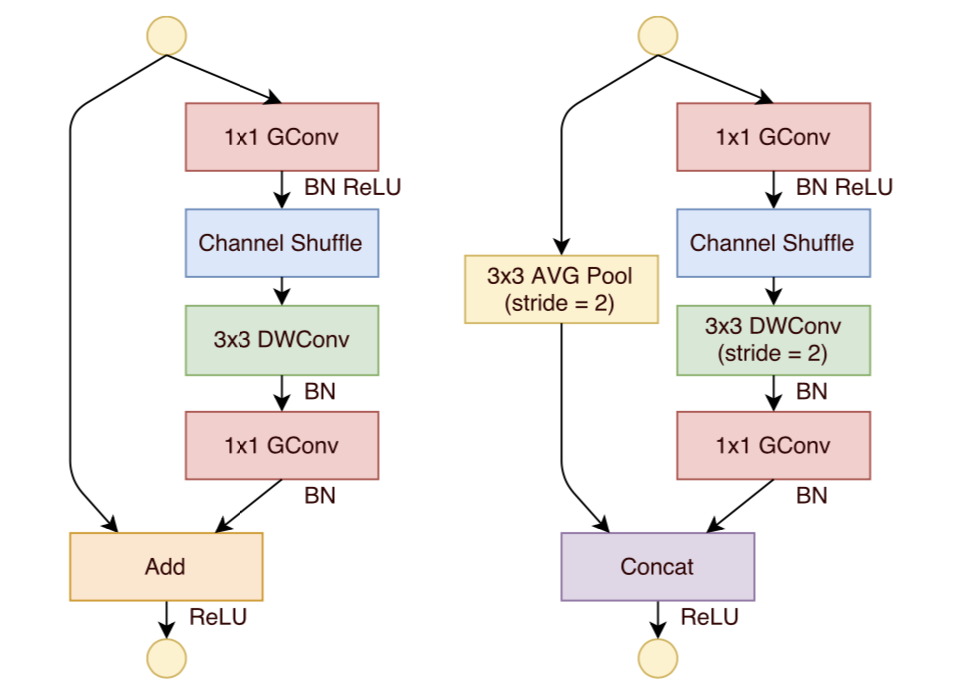 1x1 GConv
BN ReLU
Channel Shuffle
3x3 DWConv
BN
1x1 GConv
BN
Add
ReLU
1x1 GConv
BN ReLU
Channel Shuffle
3x3 AVG Pool
(stride = 2)
3x3 DWConv
(stride = 2)
BN
1x1 GConv
BN
Concat
ReLU